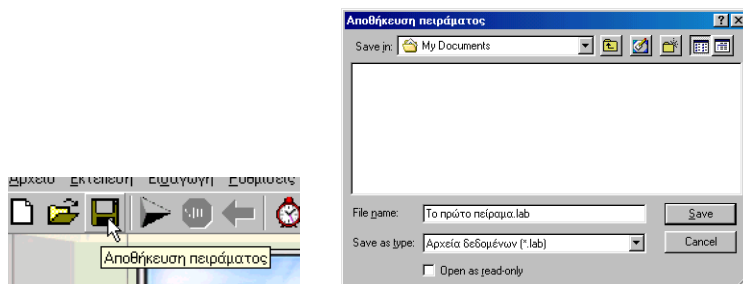 Αρχείο Εκτέλεση Εισαγωγή Ρυθμίσεις
Αποθήκευση πειράματος
Αποθήκευση πειράματος
Save in: My Documents
File name: Το πρώτο πείραμα.lab Save
Save as type: Αρχεία δεδομένων (*.lab) Cancel
Open as read-only